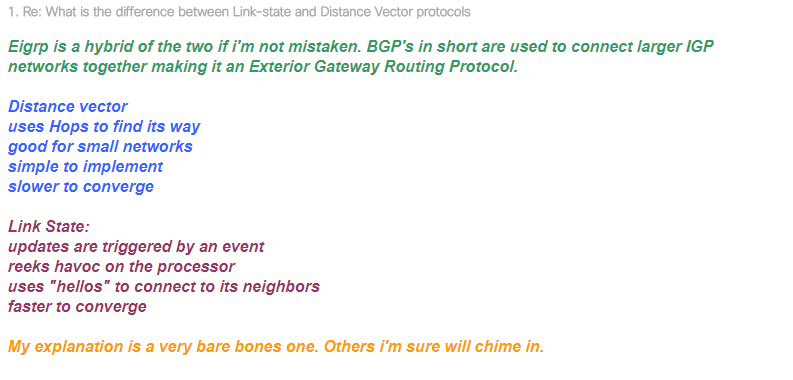 1. Re: What is the difference between Link-state and Distance Vector protocols
Eigrp is a hybrid of the two if i'm not mistaken. BGP's in short are used to connect larger IGP
networks together making it an Exterior Gateway Routing Protocol.
Distance vector
uses Hops to find its way
good for small networks
simple to implement
slower to converge
Link State:
updates are triggered by an event
reeks havoc on the processor
uses "hellos" to connect to its neighbors
faster to converge
My explanation is a very bare bones one. Others i'm sure will chime in.